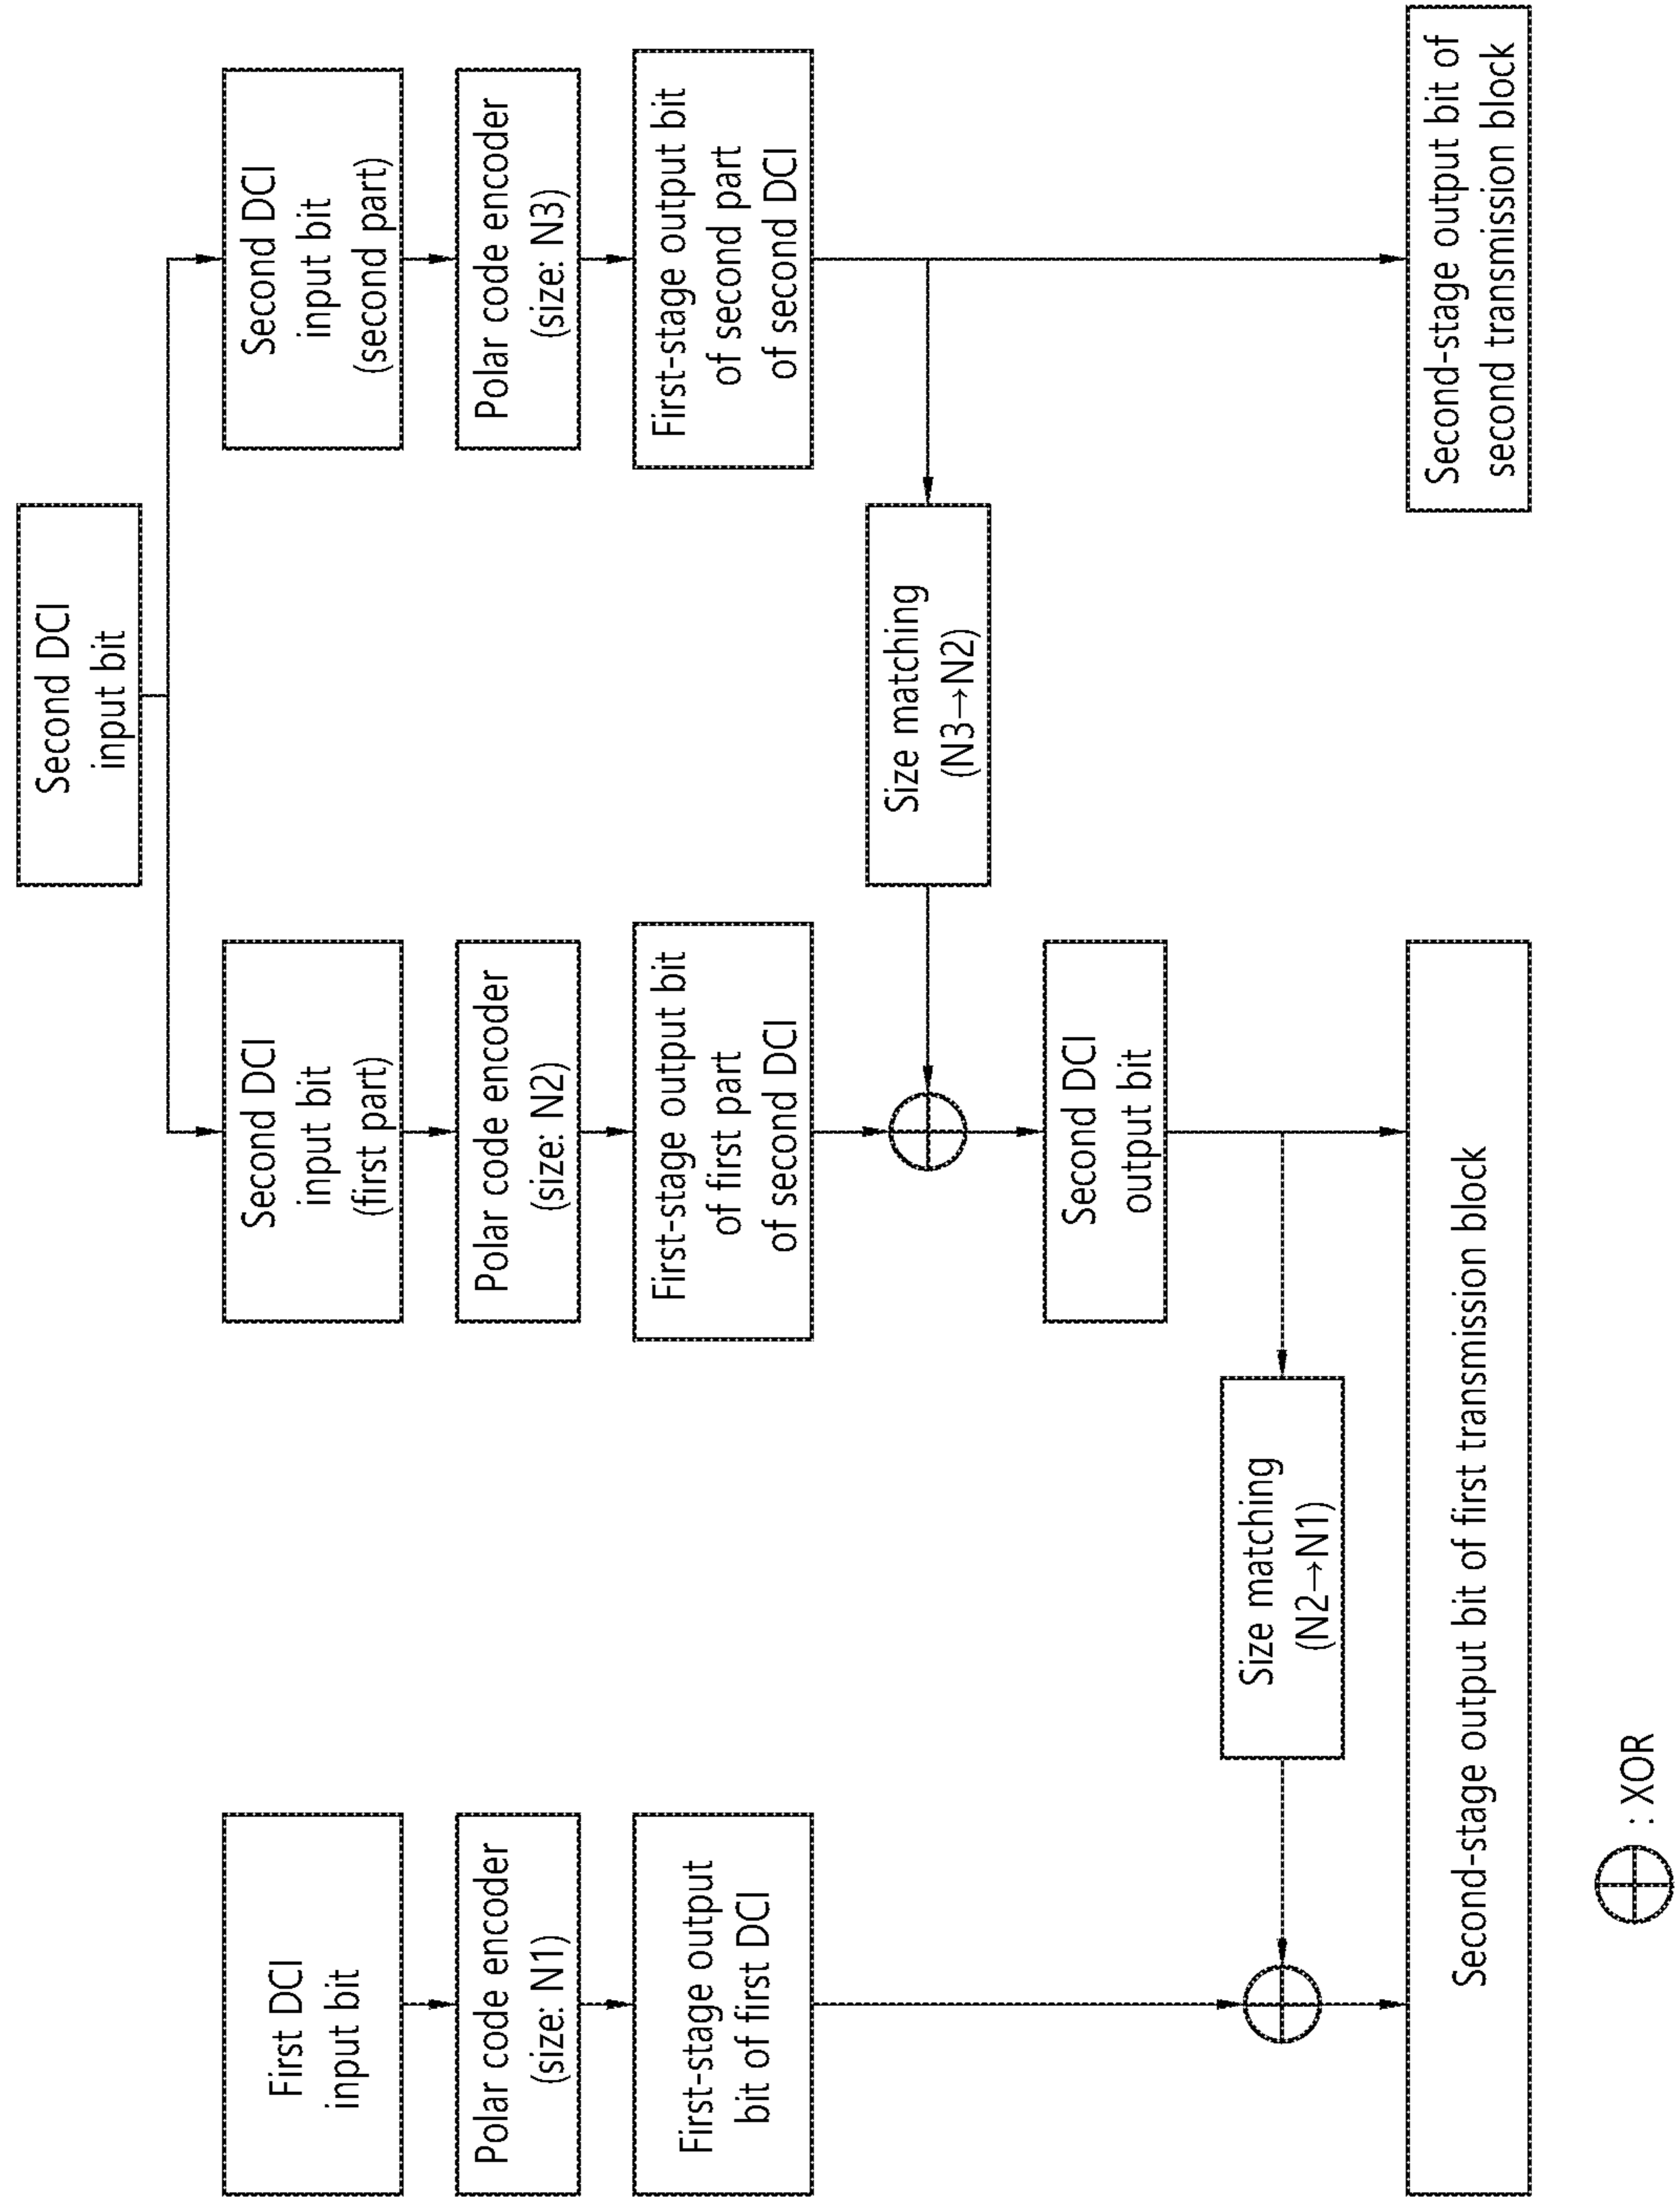 Second DCI
input bit
First DCI
input bit
Second DCI
input bit
(first part)
Second DCI
input bit
(second part)
Polar code encoder
(size: N1)
Polar code encoder
(size: N2)
Polar code encoder
(size: N3)
First-stage output
bit of first DCI
First-stage output bit
of first part
of second DCI
First-stage output bit
of second part
of second DCI
Size matching
(N3→N2)
Second DCI
output bit
Size matching
(N2→N1)
Second-stage output bit of first transmission block
Second-stage output bit of
second transmission block
: XOR